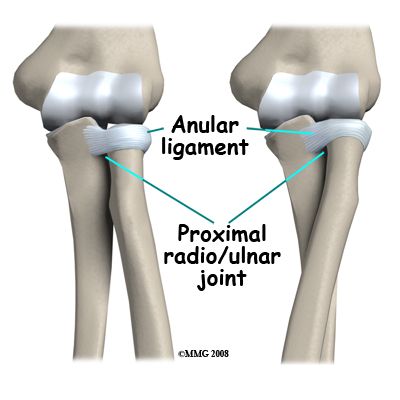 Anular
ligament
Proximal
radio/ulnar
joint
©MMG 2008